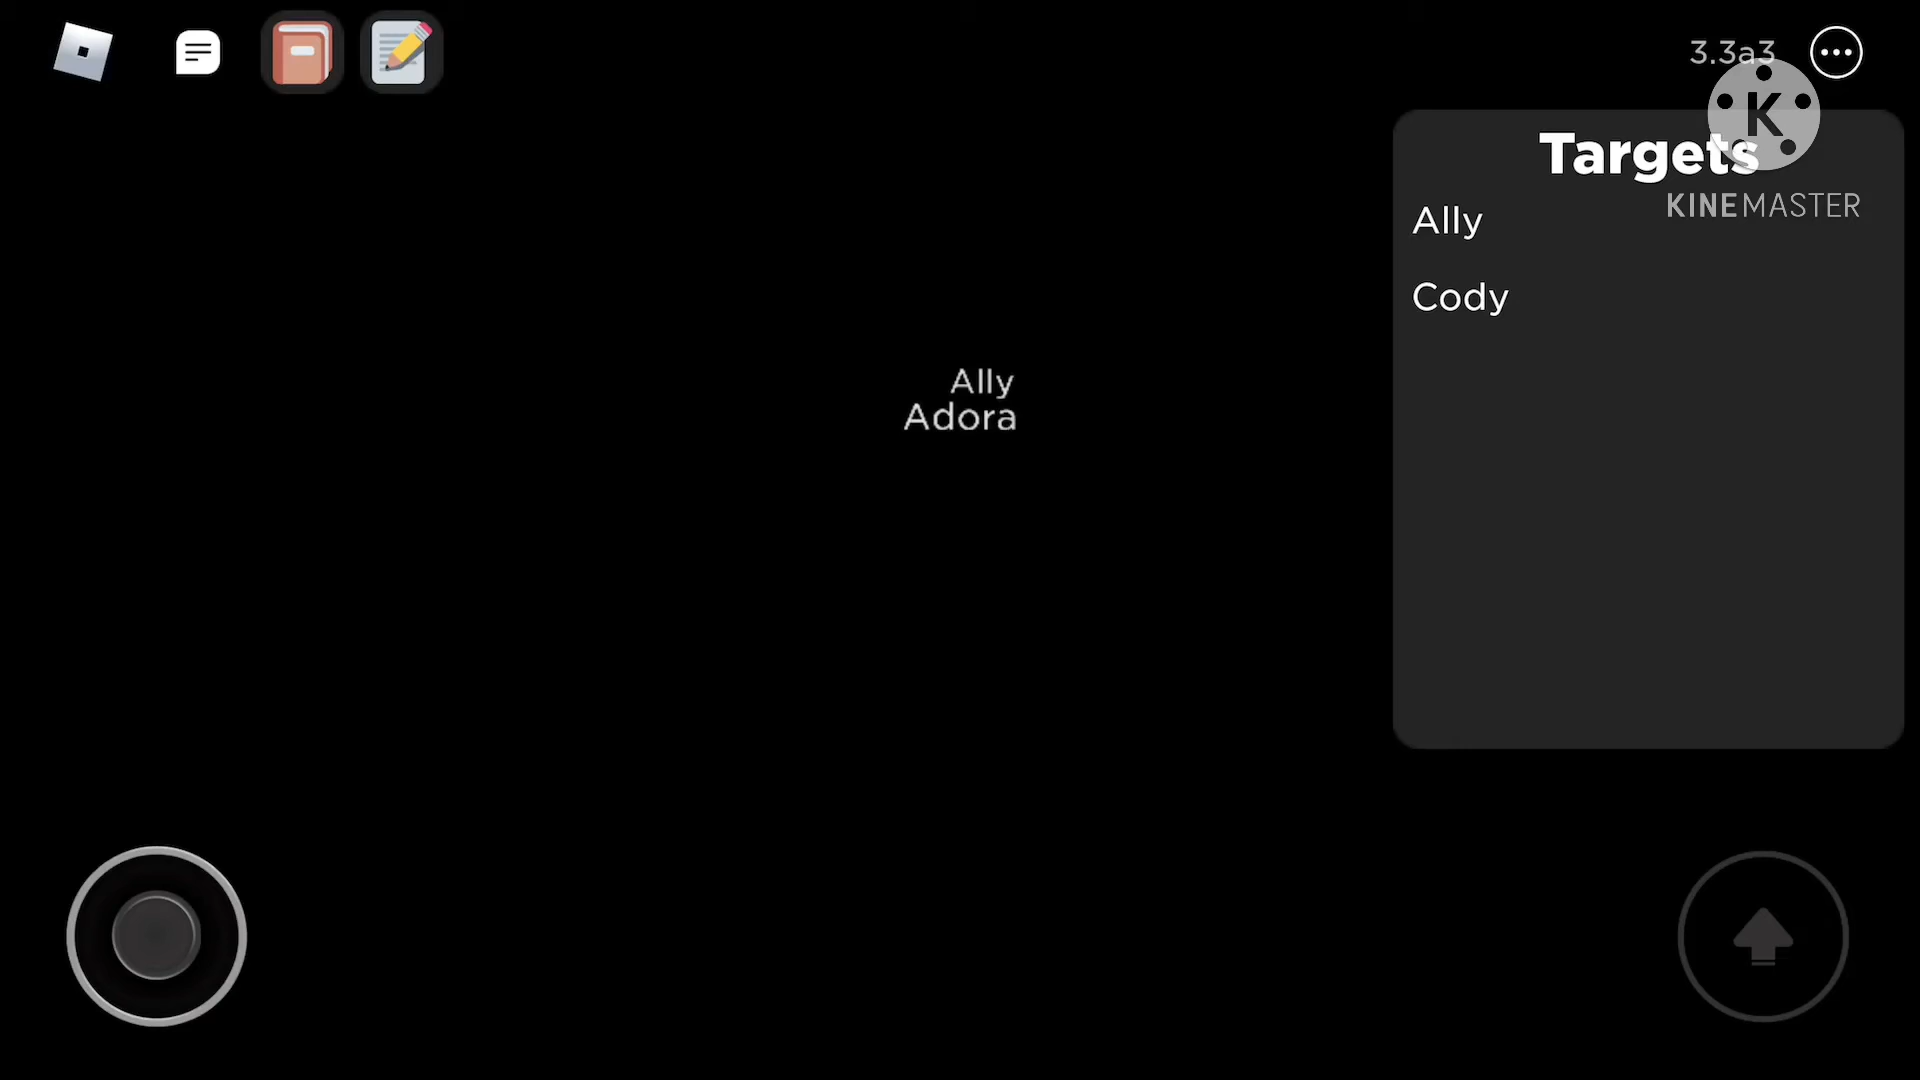 3.3a3
K
KINEMASTER
Targets
Ally
Cody
Ally
Adora